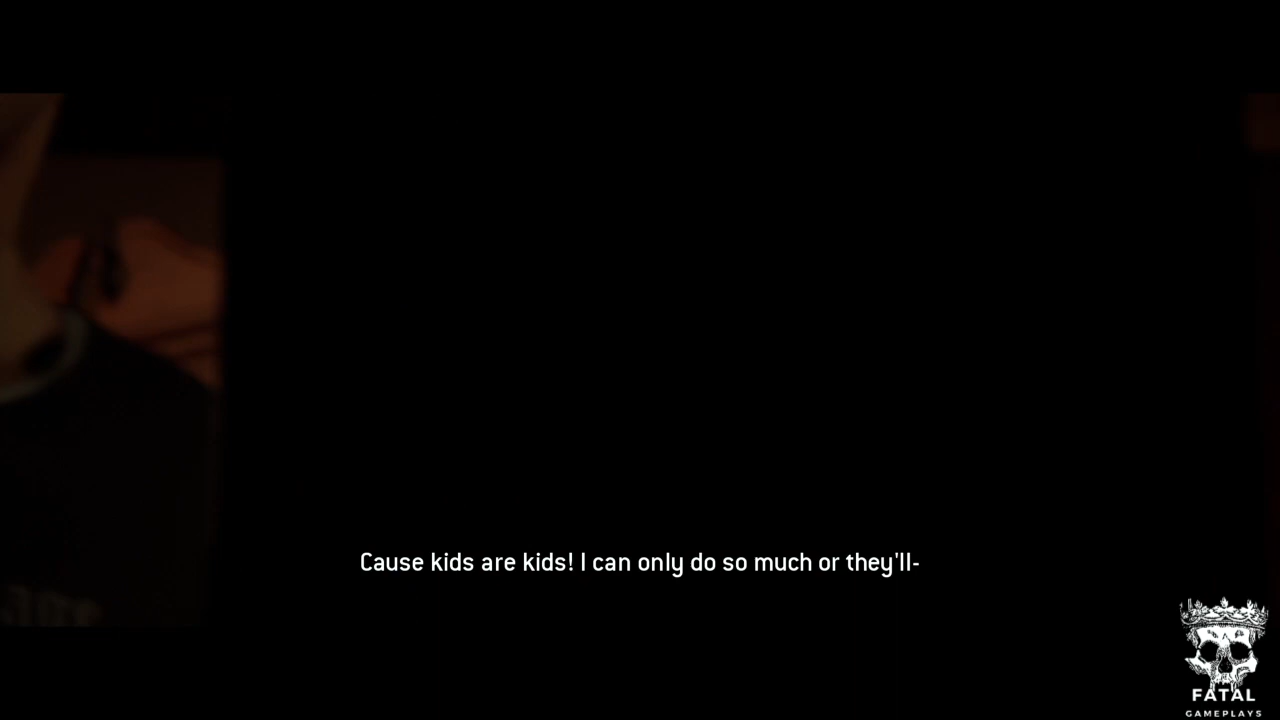 Cause kids are kids! I can only do so much or they'll-
FATAL
GAMEPLAYS